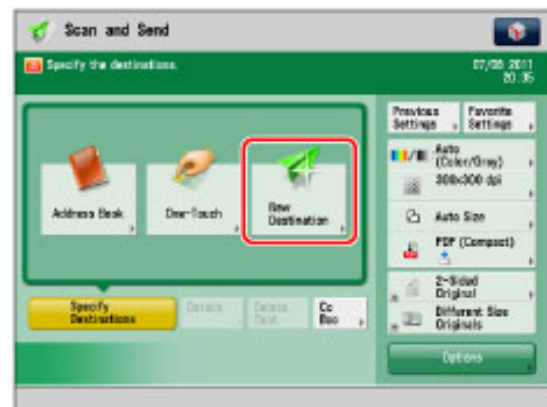 Scan and Send
Specify the destinations.
07/08 2011
20:35
Previous
Settings
Favorite
Settings
Address Book
One-Touch
New
Destination
Auto
(Color/Gray)
300x300 dpi
Auto Size
PDF (Compact)
2-Sided
Original
Different Size
Originals
Specify
Destinations
Details
Delete
Dest.
Cc
Bcc
Options